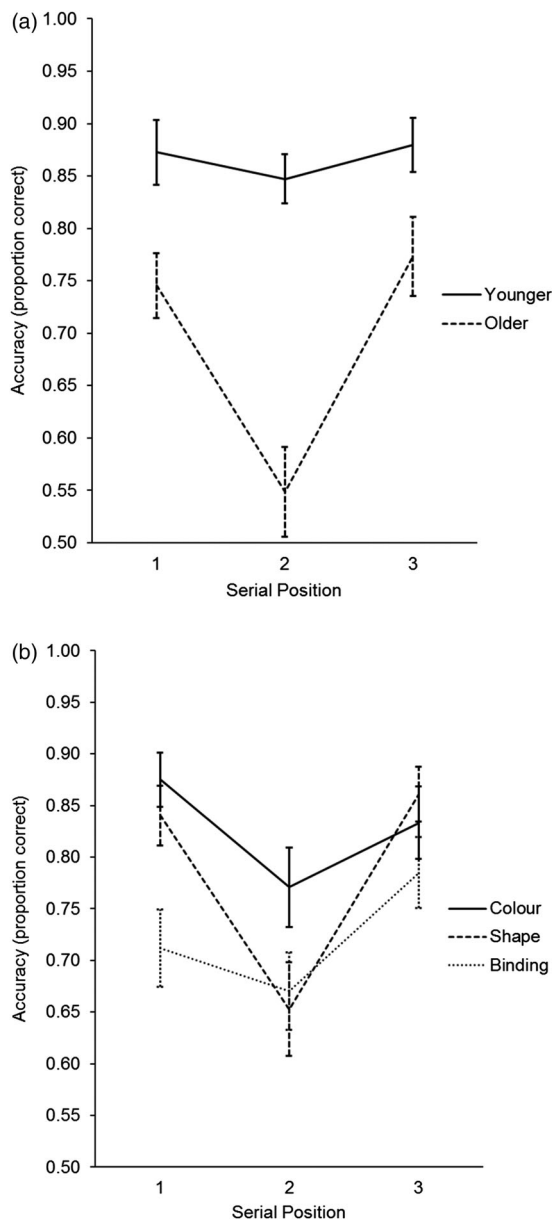 (a)
1.00
0.95
0.90
0.85
0.80
0.75
0.70
0.65
0.60
0.55
0.50
Accuracy (proportion correct)
1 2 3
Serial Position
Younger
Older
(b)
1.00
0.95
0.90
0.85
0.80
0.75
0.70
0.65
0.60
0.55
0.50
Accuracy (proportion correct)
1 2 3
Serial Position
Colour
Shape
Binding